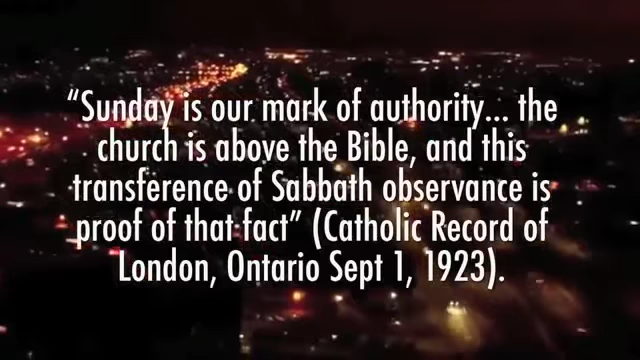 “Sunday is our mark of authority... the
church is above the Bible, and this
transference of Sabbath observance is
proof of that fact” (Catholic Record of
London, Ontario Sept 1, 1923).